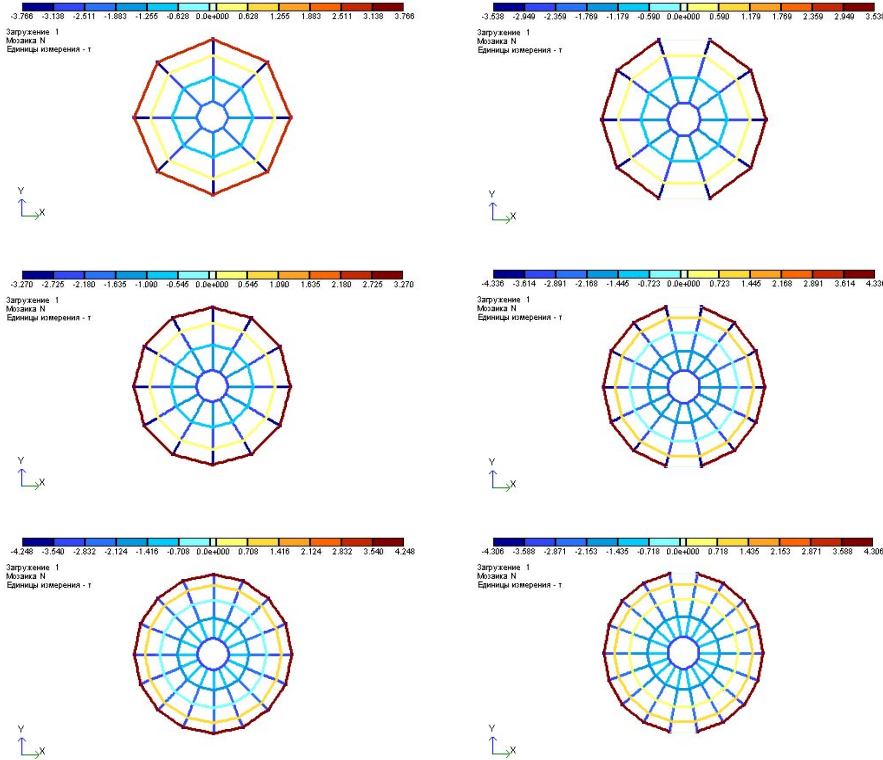 -3.766 -3.138 -2.511 -1.883 -1.255 -0.628 0.0e+000 0.628 1.255 1.883 2.511 3.138 3.766
Загружение 1
Мозаика N
Единицы измерения - т
Y
X
-3.538 -2.949 -2.359 -1.769 -1.179 -0.590 0.0e+000 0.590 1.179 1.769 2.359 2.949 3.538
Загружение 1
Мозаика N
Единицы измерения - т
Y
X
-3.270 -2.725 -2.180 -1.635 -1.090 -0.545 0.0e+000 0.545 1.090 1.635 2.180 2.725 3.270
Загружение 1
Мозаика N
Единицы измерения - т
Y
X
-4.336 -3.614 -2.891 -2.168 -1.445 -0.723 0.0e+000 0.723 1.445 2.168 2.891 3.614 4.336
Загружение 1
Мозаика N
Единицы измерения - т
Y
X
-4.248 -3.540 -2.832 -2.124 -1.416 -0.708 0.0e+000 0.708 1.416 2.124 2.832 3.540 4.248
Загружение 1
Мозаика N
Единицы измерения - т
Y
X
-4.306 -3.588 -2.871 -2.153 -1.435 -0.718 0.0e+000 0.718 1.435 2.153 2.871 3.588 4.306
Загружение 1
Мозаика N
Единицы измерения - т
Y
X